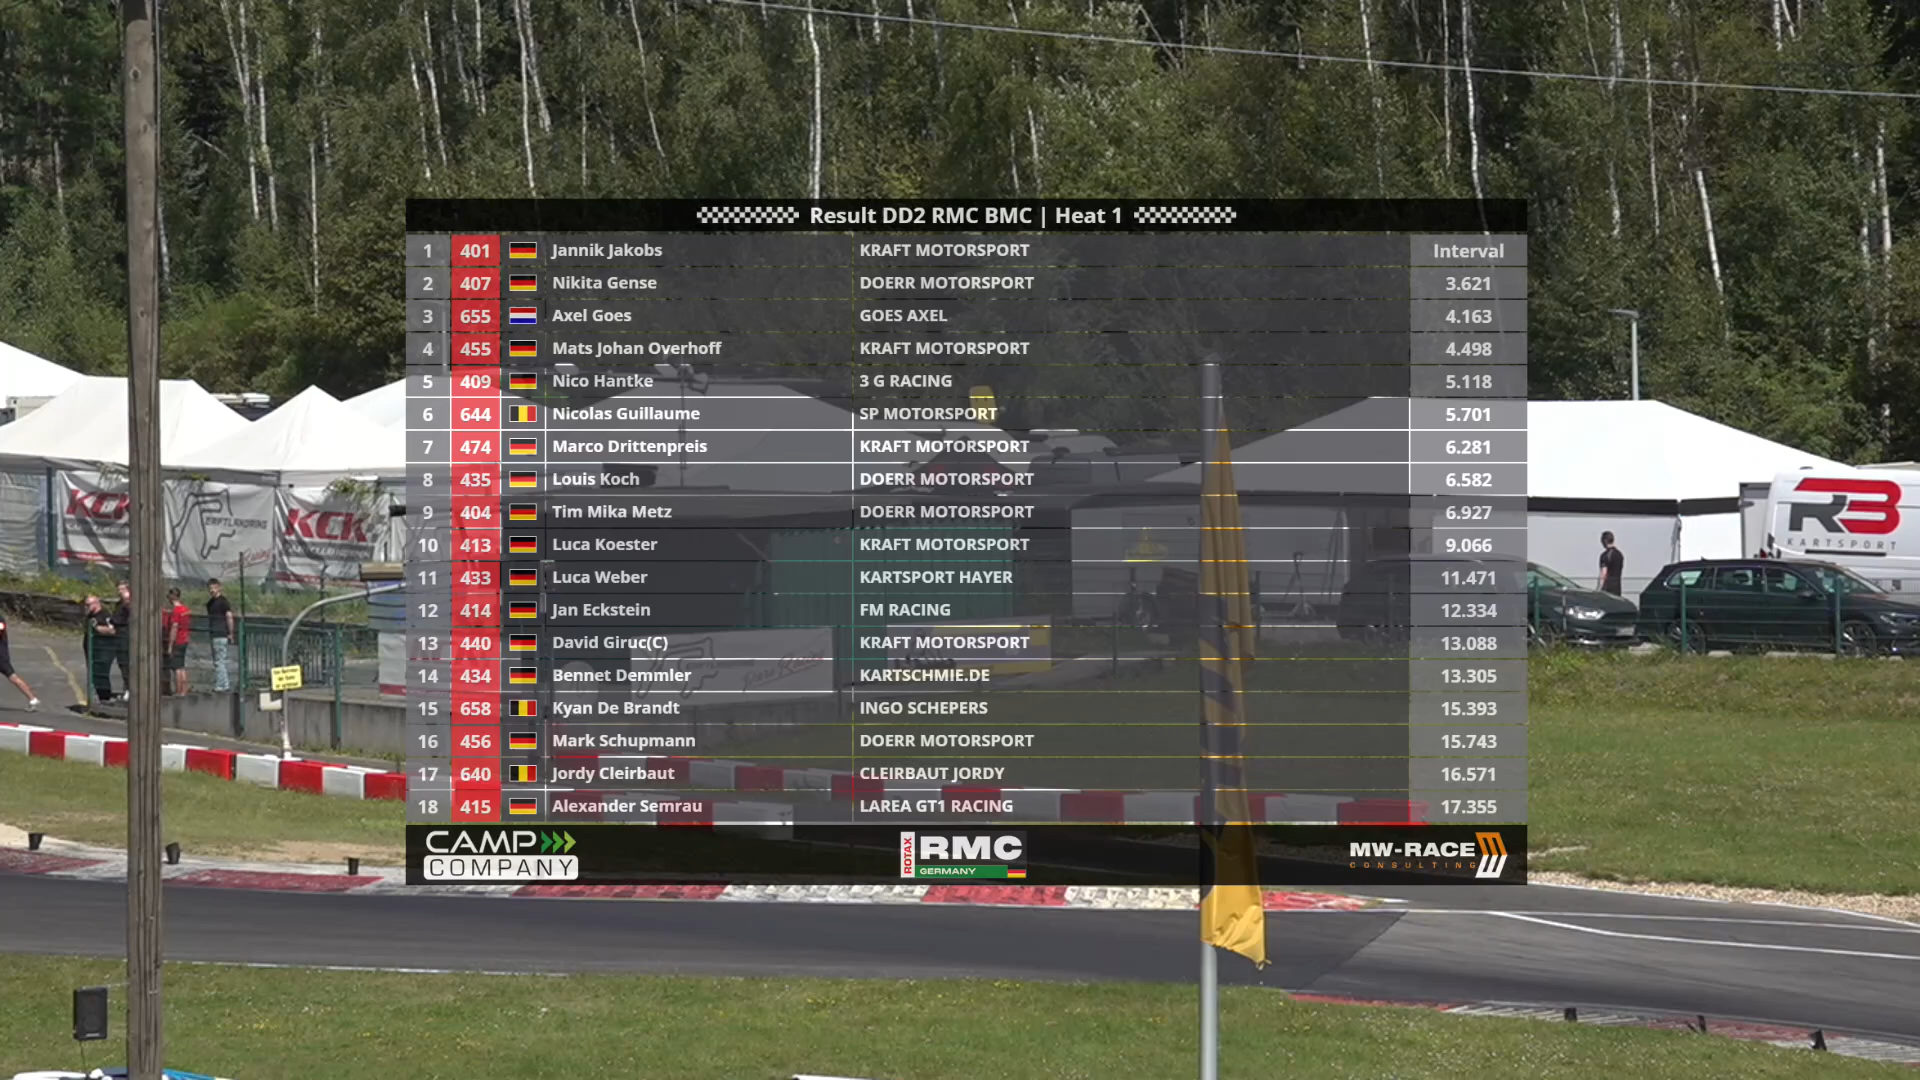 Result DD2 RMC BMC | Heat 1
1 401 Jannik Jakobs KRAFT MOTORSPORT Interval
2 407 Nikita Gense DOERR MOTORSPORT 3.621
3 655 Axel Goes GOES AXEL 4.163
4 455 Mats Johan Overhoff KRAFT MOTORSPORT 4.498
5 409 Nico Hantke 3 G RACING 5.118
6 644 Nicolas Guillaume SP MOTORSPORT 5.701
7 474 Marco Drittenpreis KRAFT MOTORSPORT 6.281
8 435 Louis Koch DOERR MOTORSPORT 6.582
9 404 Tim Mika Metz DOERR MOTORSPORT 6.927
10 413 Luca Koester KRAFT MOTORSPORT 9.066
11 433 Luca Weber KARTSPORT HAYER 11.471
12 414 Jan Eckstein FM RACING 12.334
13 440 David Giruc(C) KRAFT MOTORSPORT 13.088
14 434 Bennet Demmler KARTSCHMIE.DE 13.305
15 658 Kyan De Brandt INGO SCHEPERS 15.393
16 456 Mark Schupmann DOERR MOTORSPORT 15.743
17 640 Jordy Cleirbaut CLEIRBAUT JORDY 16.571
18 415 Alexander Semrau LAREA GT1 RACING 17.355
CAMP
COMPANY
ROTAX
RMC
GERMANY
MW-RACE
CONSULTING
KCK
ERFTLANDRING
KCK
R3
KARTSPORT